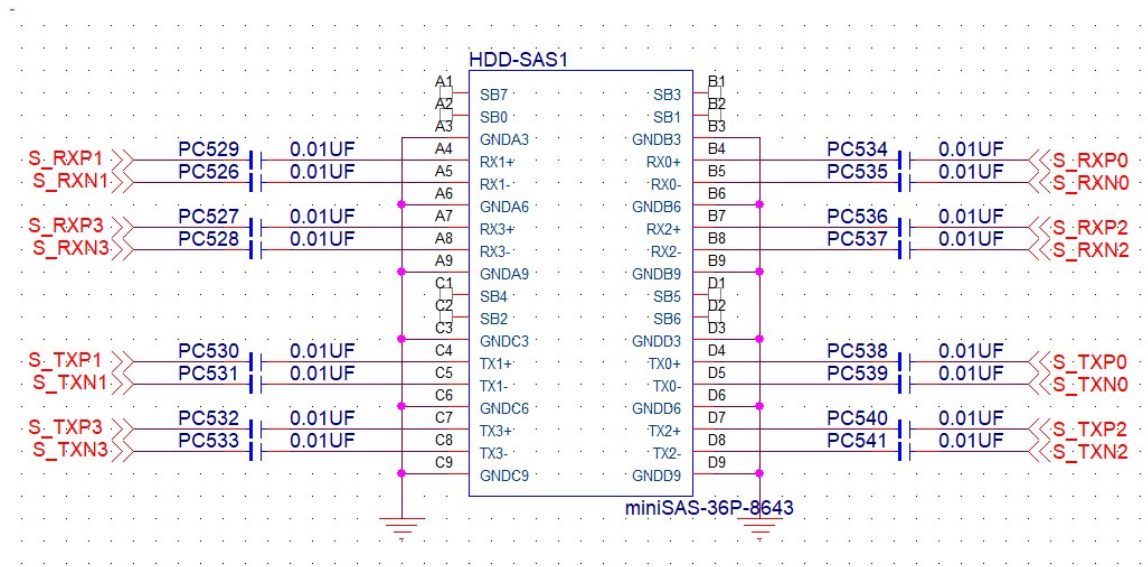 HDD-SAS1
A1 SB7 SB3 B1
A2 SB0 SB1 B2
A3 GNDA3 GNDB3 B3
S_RXP1 PC529 0.01UF A4 RX1+ RX0+ B4 PC534 0.01UF S_RXP0
S_RXN1 PC526 0.01UF A5 RX1- RX0- B5 PC535 0.01UF S_RXN0
A6 GNDA6 GNDB6 B6
S_RXP3 PC527 0.01UF A7 RX3+ RX2+ B7 PC536 0.01UF S_RXP2
S_RXN3 PC528 0.01UF A8 RX3- RX2- B8 PC537 0.01UF S_RXN2
A9 GNDA9 GNDB9 B9
C1 SB4 SB5 D1
C2 SB2 SB6 D2
C3 GNDC3 GNDD3 D3
S_TXP1 PC530 0.01UF C4 TX1+ TX0+ D4 PC538 0.01UF S_TXP0
S_TXN1 PC531 0.01UF C5 TX1- TX0- D5 PC539 0.01UF S_TXN0
C6 GNDC6 GNDD6 D6
S_TXP3 PC532 0.01UF C7 TX3+ TX2+ D7 PC540 0.01UF S_TXP2
S_TXN3 PC533 0.01UF C8 TX3- TX2- D8 PC541 0.01UF S_TXN2
C9 GNDC9 GNDD9 D9
miniSAS-36P-8643